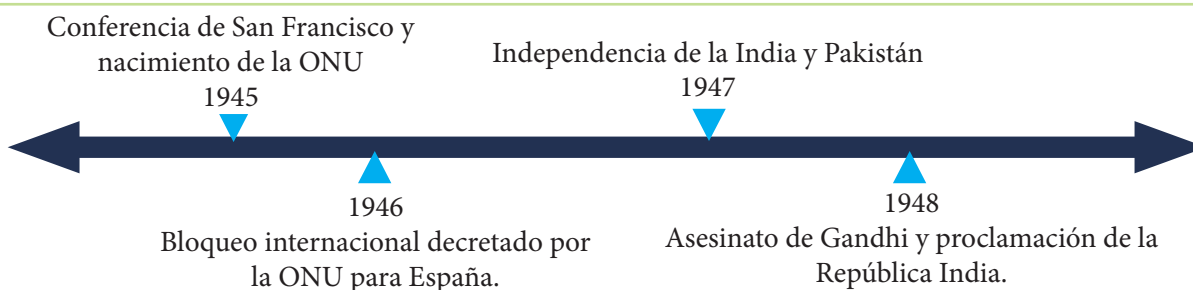 Conferencia de San Francisco y
nacimiento de la ONU
1945
Independencia de la India y Pakistán
1947
1946
Bloqueo internacional decretado por
la ONU para España.
1948
Asesinato de Gandhi y proclamación de la
República India.